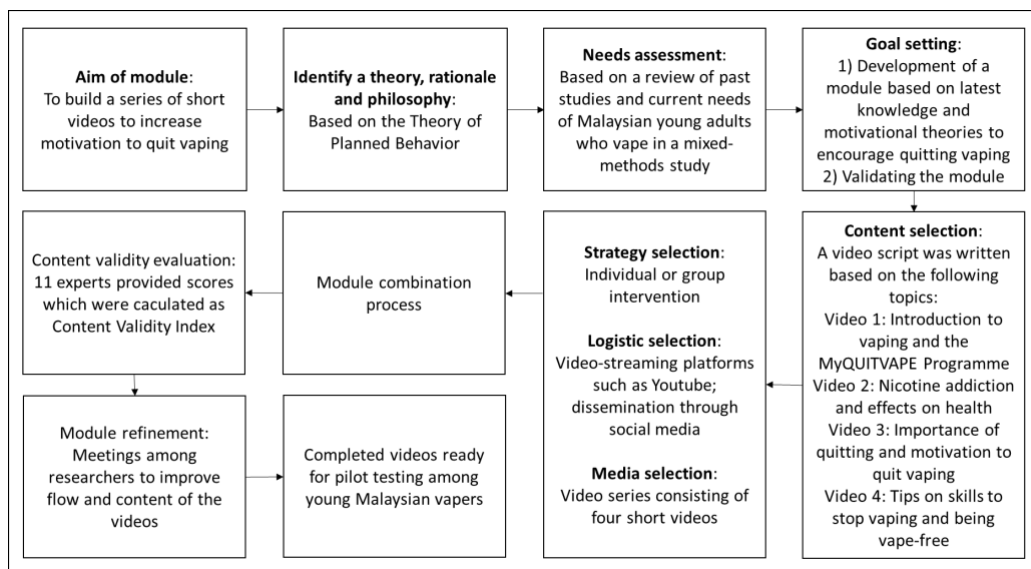 Aim of module:
To build a series of short
videos to increase
motivation to quit vaping
Identify a theory, rationale
and philosophy:
Based on the Theory of
Planned Behavior
Needs assessment:
Based on a review of past
studies and current needs
of Malaysian young adults
who vape in a mixed-
methods study
Goal setting:
1) Development of a
module based on latest
knowledge and
motivational theories to
encourage quitting vaping
2) Validating the module
Content selection:
A video script was written
based on the following
topics:
Video 1: Introduction to
vaping and the
MyQUITVAPE Programme
Video 2: Nicotine addiction
and effects on health
Video 3: Importance of
quitting and motivation to
quit vaping
Video 4: Tips on skills to
stop vaping and being
vape-free
Strategy selection:
Individual or group
intervention
Logistic selection:
Video-streaming platforms
such as Youtube;
dissemination through
social media
Media selection:
Video series consisting of
four short videos
Module combination
process
Content validity evaluation:
11 experts provided scores
which were caculated as
Content Validity Index
Module refinement:
Meetings among
researchers to improve
flow and content of the
videos
Completed videos ready
for pilot testing among
young Malaysian vapers